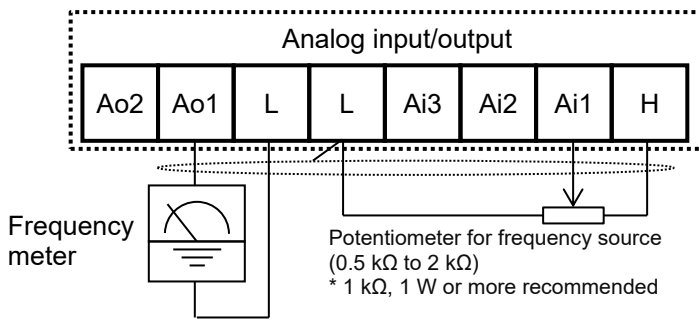 Analog input/output
Ao2 Ao1 L L Ai3 Ai2 Ai1 H
Frequency
meter
Potentiometer for frequency source
(0.5 kΩ to 2 kΩ)
* 1 kΩ, 1 W or more recommended